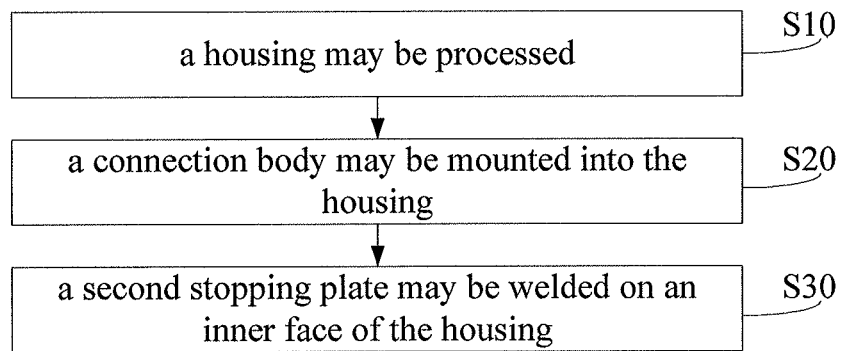 S10
a housing may be processed
S20
a connection body may be mounted into the
housing
S30
a second stopping plate may be welded on an
inner face of the housing